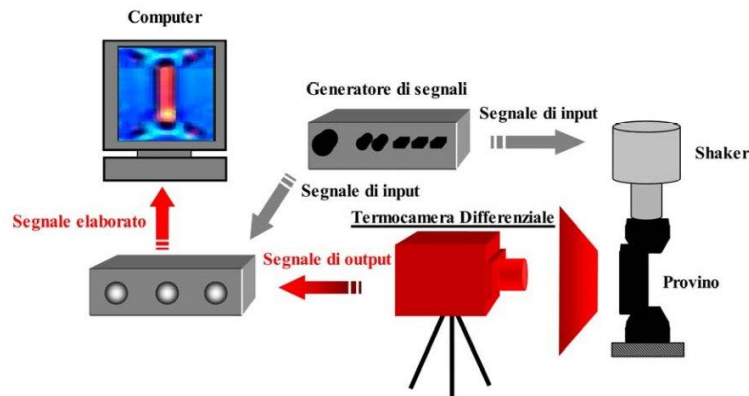 Computer
Generatore di segnali
Segnale di input
Shaker
Segnale di input
Segnale elaborato
Termocamera Differenziale
Segnale di output
Provino